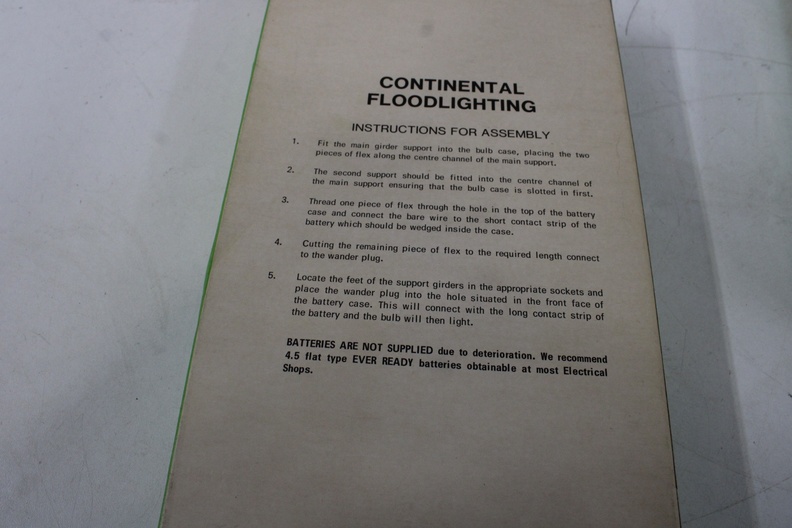 CONTINENTAL
FLOODLIGHTING
INSTRUCTIONS FOR ASSEMBLY
1. Fit the main girder support into the bulb case, placing the two
pieces of flex along the centre channel of the main support.
2. The second support should be fitted into the centre channel of
the main support ensuring that the bulb case is slotted in first.
3. Thread one piece of flex through the hole in the top of the battery
case and connect the bare wire to the short contact strip of the
battery which should be wedged inside the case.
4. Cutting the remaining piece of flex to the required length connect
to the wander plug.
5. Locate the feet of the support girders in the appropriate sockets and
place the wander plug into the hole situated in the front face of
the battery case. This will connect with the long contact strip of
the battery and the bulb will then light.
BATTERIES ARE NOT SUPPLIED due to deterioration. We recommend
4.5 flat type EVER READY batteries obtainable at most Electrical
Shops.